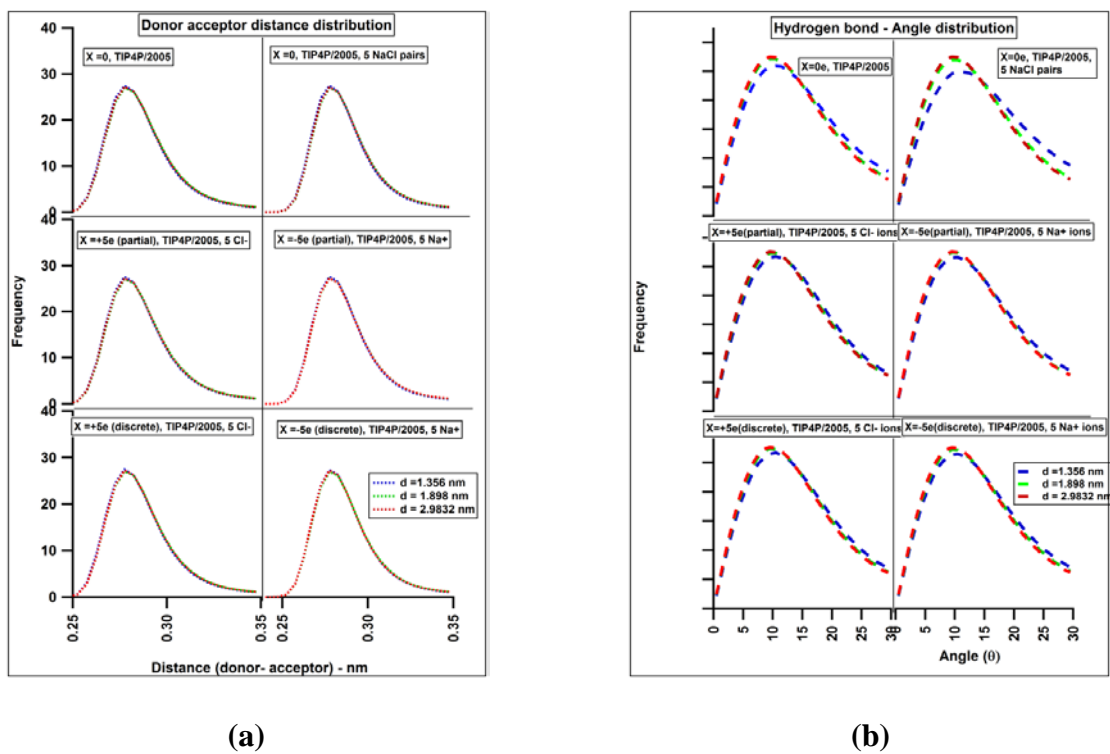 Donor acceptor distance distribution
X =0, TIP4P/2005
X =0, TIP4P/2005, 5 NaCl pairs
40
30
20
10
0
X =+5e (partial), TIP4P/2005, 5 Cl-
X =-5e (partial), TIP4P/2005, 5 Na+
40
30
20
10
0
X =+5e (discrete), TIP4P/2005, 5 Cl-
X =-5e (discrete), TIP4P/2005, 5 Na+
40
30
20
10
0
d =1.356 nm
d = 1.898 nm
d = 2.9832 nm
Frequency
0.25
0.30
0.35
0.25
0.30
0.35
Distance (donor- acceptor) - nm
(a)
Hydrogen bond - Angle distribution
X=0e, TIP4P/2005
X=0e, TIP4P/2005,
5 NaCl pairs
X=+5e(partial), TIP4P/2005, 5 Cl- ions
X=-5e(partial), TIP4P/2005, 5 Na+ ions
X=+5e(discrete), TIP4P/2005, 5 Cl- ions
X=-5e(discrete), TIP4P/2005, 5 Na+ ions
d =1.356 nm
d =1.898 nm
d = 2.9832 nm
Frequency
0
5
10
15
20
25
30
0
5
10
15
20
25
30
Angle (θ)
(b)